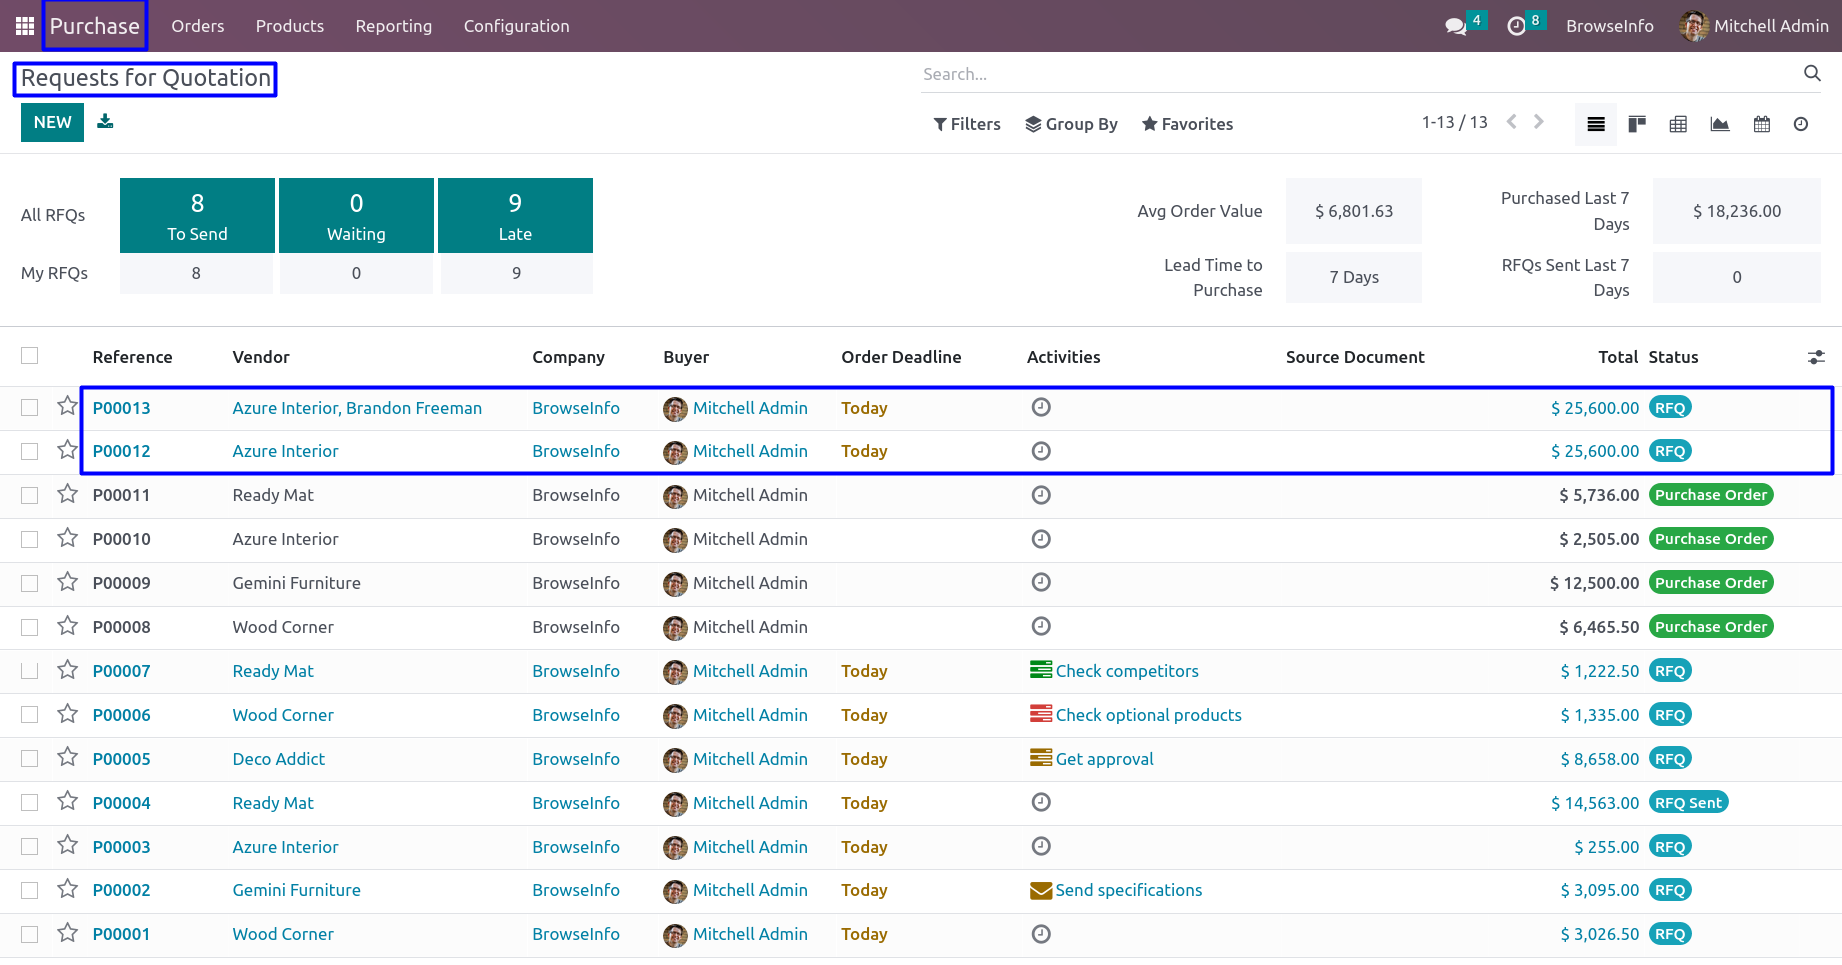 Purchase Orders Products Reporting Configuration 4 8 BrowseInfo Mitchell Admin
Requests for Quotation
Search...
NEW
Filters Group By Favorites 1-13 / 13
All RFQs
8 To Send
0 Waiting
9 Late
My RFQs 8 0 9
Avg Order Value $ 6,801.63
Purchased Last 7 Days $ 18,236.00
Lead Time to Purchase 7 Days
RFQs Sent Last 7 Days 0
Reference Vendor Company Buyer Order Deadline Activities Source Document Total Status
P00013 Azure Interior, Brandon Freeman BrowseInfo Mitchell Admin Today $ 25,600.00 RFQ
P00012 Azure Interior BrowseInfo Mitchell Admin Today $ 25,600.00 RFQ
P00011 Ready Mat BrowseInfo Mitchell Admin $ 5,736.00 Purchase Order
P00010 Azure Interior BrowseInfo Mitchell Admin $ 2,505.00 Purchase Order
P00009 Gemini Furniture BrowseInfo Mitchell Admin $ 12,500.00 Purchase Order
P00008 Wood Corner BrowseInfo Mitchell Admin $ 6,465.50 Purchase Order
P00007 Ready Mat BrowseInfo Mitchell Admin Today Check competitors $ 1,222.50 RFQ
P00006 Wood Corner BrowseInfo Mitchell Admin Today Check optional products $ 1,335.00 RFQ
P00005 Deco Addict BrowseInfo Mitchell Admin Today Get approval $ 8,658.00 RFQ
P00004 Ready Mat BrowseInfo Mitchell Admin Today $ 14,563.00 RFQ Sent
P00003 Azure Interior BrowseInfo Mitchell Admin Today $ 255.00 RFQ
P00002 Gemini Furniture BrowseInfo Mitchell Admin Today Send specifications $ 3,095.00 RFQ
P00001 Wood Corner BrowseInfo Mitchell Admin Today $ 3,026.50 RFQ